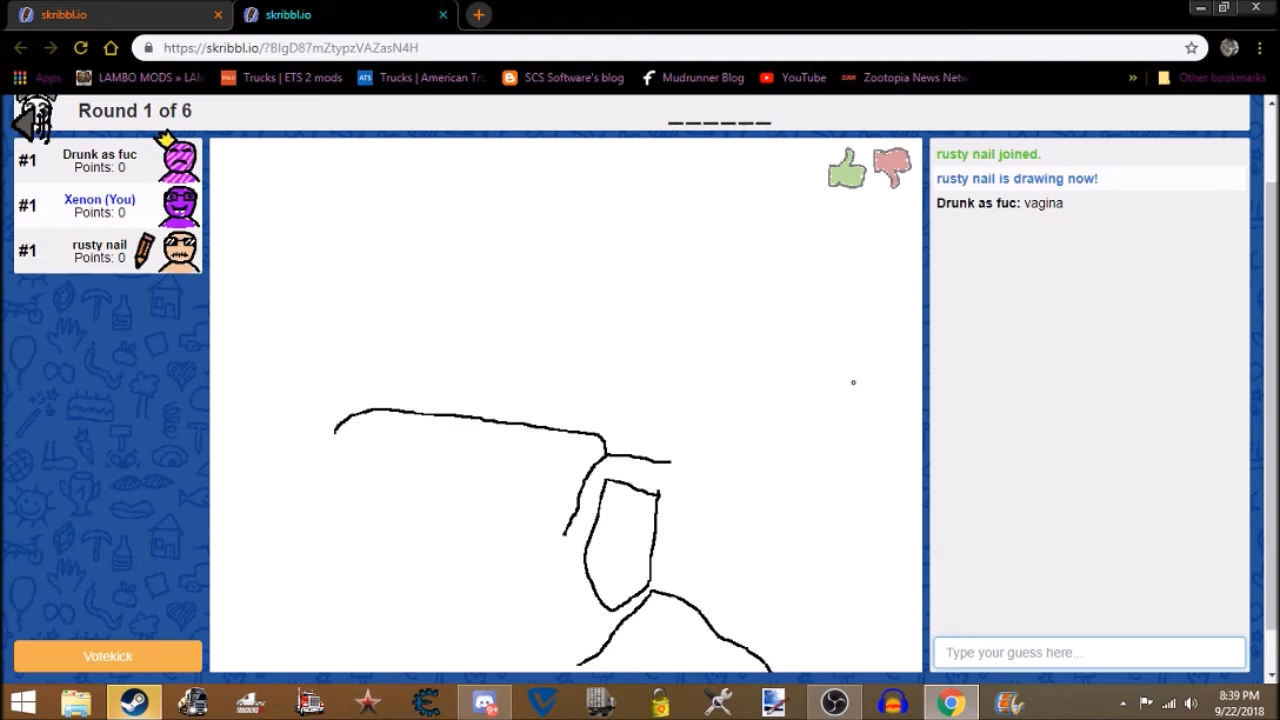 skribbl.io
skribbl.io
https://skribbl.io/?BIgD87mZtypzVAZasN4H
Apps LAMBO MODS » LAM Trucks | ETS 2 mods Trucks | American Tru SCS Software's blog Mudrunner Blog YouTube Zootopia News Netw » Other bookmarks
Round 1 of 6
______
#1 Drunk as fuc
Points: 0
#1 Xenon (You)
Points: 0
#1 rusty nail
Points: 0
rusty nail joined.
rusty nail is drawing now!
Drunk as fuc: vagina
Votekick
Type your guess here...
8:39 PM
9/22/2018